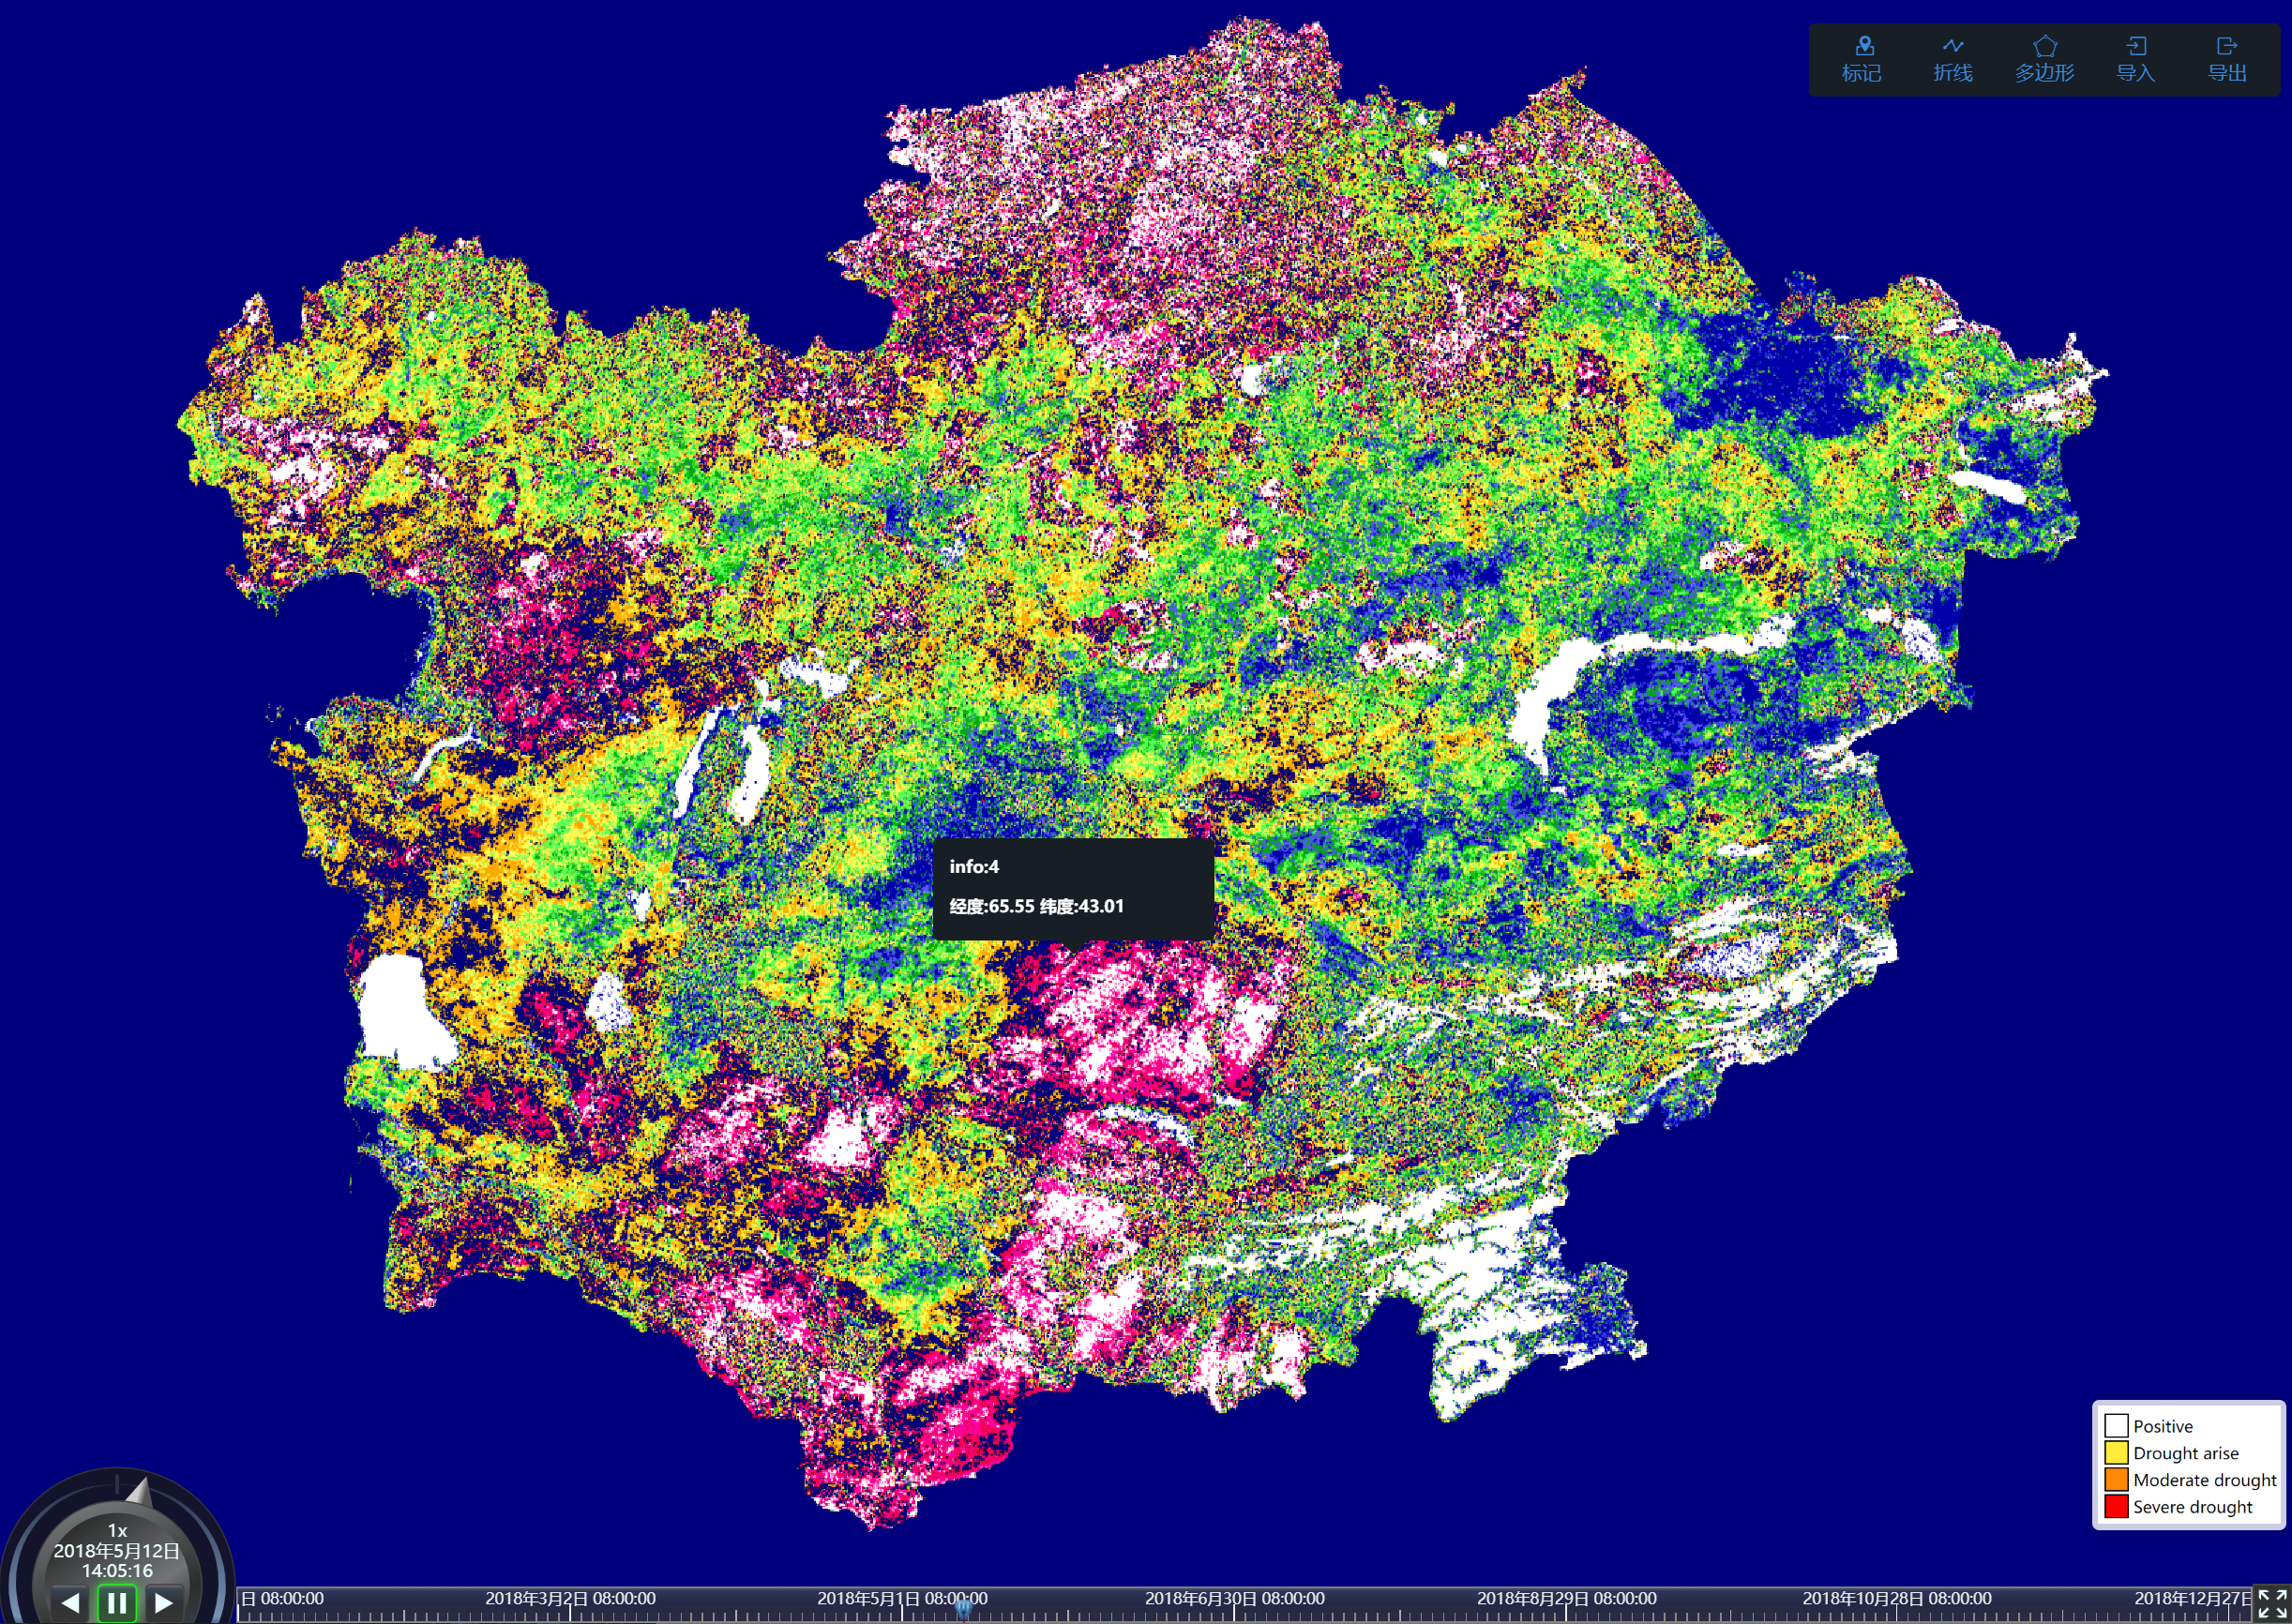 标记 折线 多边形 导入 导出
info:4
经度:65.55 纬度:43.01
Positive
Drought arise
Moderate drought
Severe drought
1x
2018年5月12日
14:05:16
日 08:00:00 2018年3月2日 08:00:00 2018年5月1日 08:00:00 2018年6月30日 08:00:00 2018年8月29日 08:00:00 2018年10月28日 08:00:00 2018年12月27日